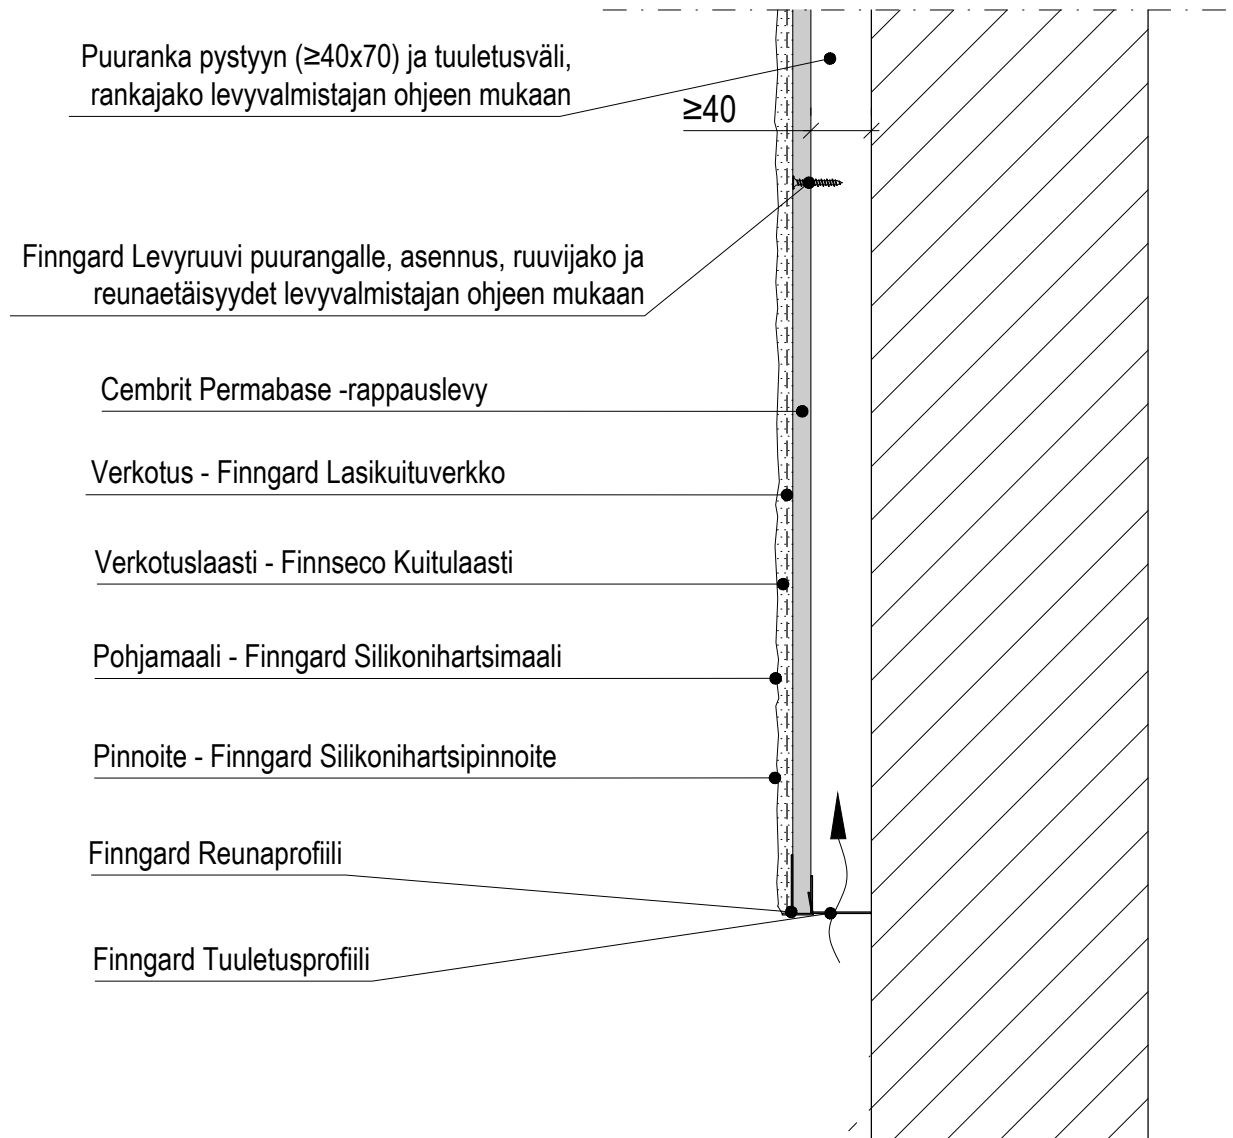 Puuranka pystyyn (≥40x70) ja tuuletusväli,
rankajako levyvalmistajan ohjeen mukaan
≥40
Finngard Levyruuvi puurangalle, asennus, ruuvijako ja
reunaetäisyydet levyvalmistajan ohjeen mukaan
Cembrit Permabase -rappauslevy
Verkotus - Finngard Lasikuituverkko
Verkotuslaasti - Finnseco Kuitulaasti
Pohjamaali - Finngard Silikonihartsimaali
Pinnoite - Finngard Silikonihartsipinnoite
Finngard Reunaprofiili
Finngard Tuuletusprofiili